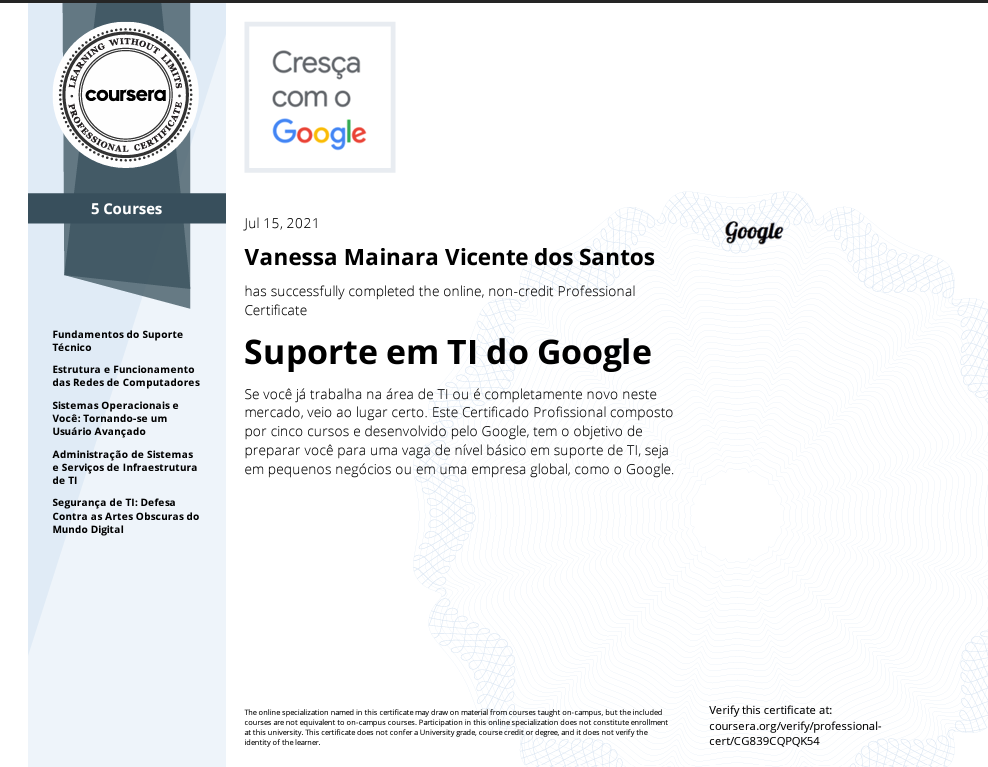 LEARNING WITHOUT LIMITS
coursera
PROFESSIONAL CERTIFICATE
5 Courses
Fundamentos do Suporte
Técnico
Estrutura e Funcionamento
das Redes de Computadores
Sistemas Operacionais e
Você: Tornando-se um
Usuário Avançado
Administração de Sistemas
e Serviços de Infraestrutura
de TI
Segurança de TI: Defesa
Contra as Artes Obscuras do
Mundo Digital
Cresça
com o
Google
Jul 15, 2021
Vanessa Mainara Vicente dos Santos
has successfully completed the online, non-credit Professional
Certificate
Suporte em TI do Google
Se você já trabalha na área de TI ou é completamente novo neste
mercado, veio ao lugar certo. Este Certificado Profissional composto
por cinco cursos e desenvolvido pelo Google, tem o objetivo de
preparar você para uma vaga de nível básico em suporte de TI, seja
em pequenos negócios ou em uma empresa global, como o Google.
Google
The online specialization named in this certificate may draw on material from courses taught on-campus, but the included
courses are not equivalent to on-campus courses. Participation in this online specialization does not constitute enrollment
at this university. This certificate does not confer a University grade, course credit or degree, and it does not verify the
identity of the learner.
Verify this certificate at:
coursera.org/verify/professional-
cert/CG839CQPQK54